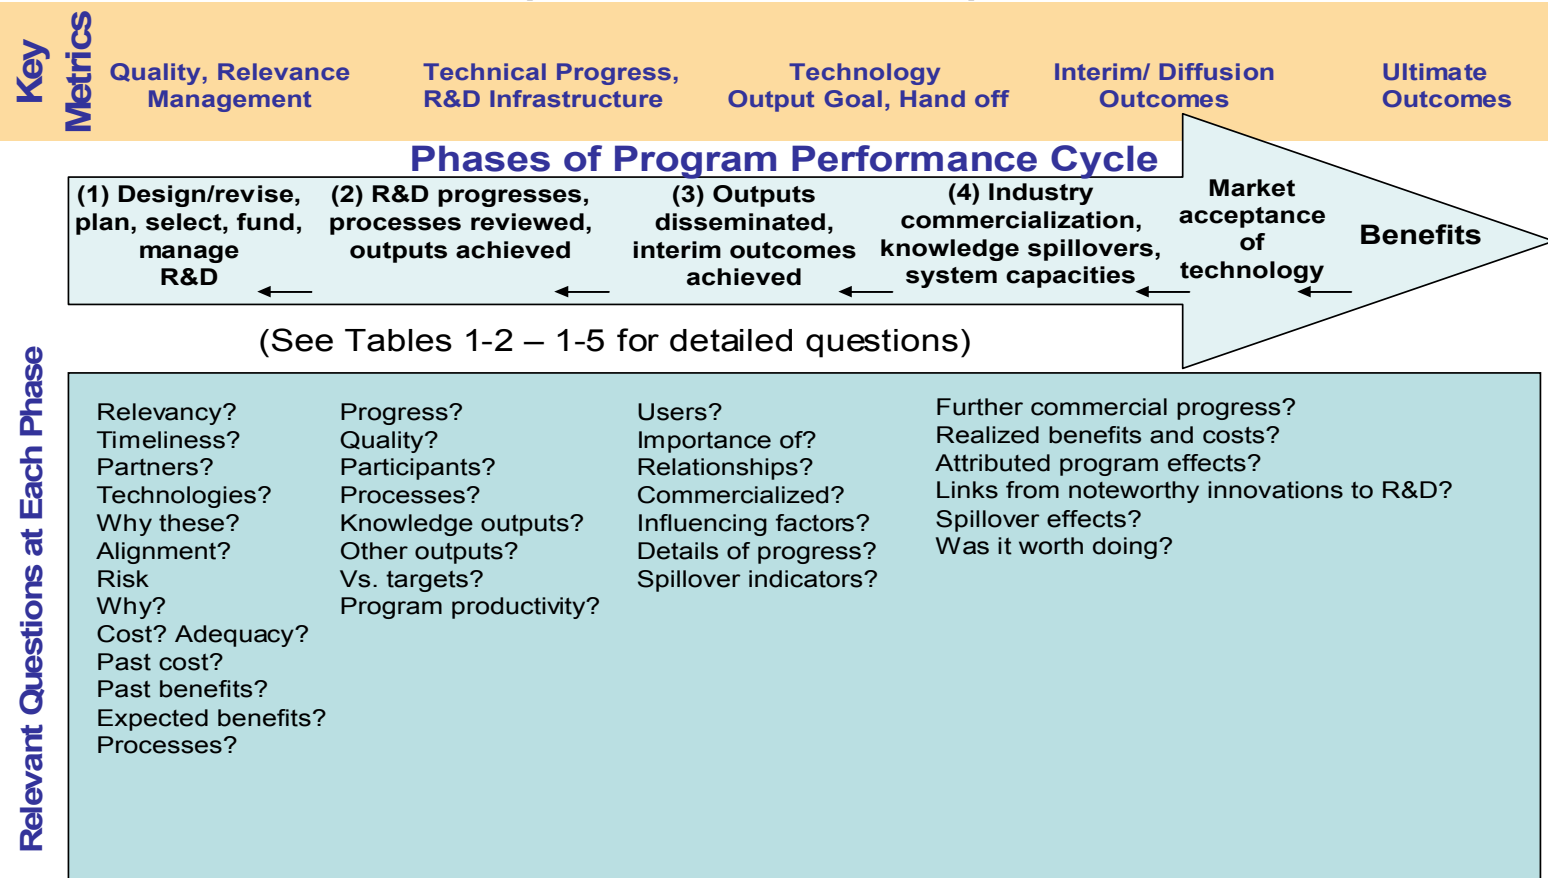 Key
Metrics
Quality, Relevance
Management
Technical Progress,
R&D Infrastructure
Technology
Output Goal, Hand off
Interim/ Diffusion
Outcomes
Ultimate
Outcomes
Phases of Program Performance Cycle
(1) Design/revise,
plan, select, fund,
manage
R&D
(2) R&D progresses,
processes reviewed,
outputs achieved
(3) Outputs
disseminated,
interim outcomes
achieved
(4) Industry
commercialization,
knowledge spillovers,
system capacities
Market
acceptance
of
technology
Benefits
(See Tables 1-2 – 1-5 for detailed questions)
Relevant Questions at Each Phase
Relevancy?
Timeliness?
Partners?
Technologies?
Why these?
Alignment?
Risk
Why?
Cost? Adequacy?
Past cost?
Past benefits?
Expected benefits?
Processes?
Progress?
Quality?
Participants?
Processes?
Knowledge outputs?
Other outputs?
Vs. targets?
Program productivity?
Users?
Importance of?
Relationships?
Commercialized?
Influencing factors?
Details of progress?
Spillover indicators?
Further commercial progress?
Realized benefits and costs?
Attributed program effects?
Links from noteworthy innovations to R&D?
Spillover effects?
Was it worth doing?